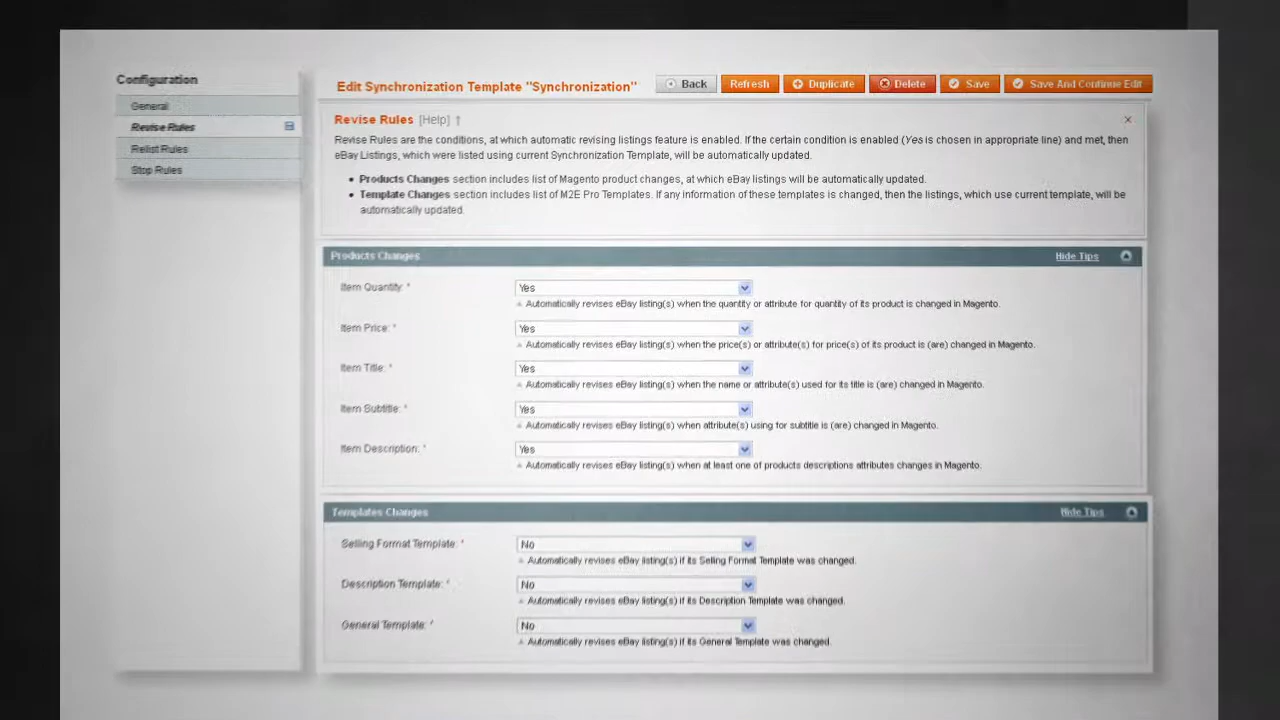 Configuration
General
Revise Rules
Relist Rules
Stop Rules
Edit Synchronization Template "Synchronization"
Back
Refresh
Duplicate
Delete
Save
Save And Continue Edit
Revise Rules [Help]
Revise Rules are the conditions, at which automatic revising listings feature is enabled. If the certain condition is enabled (Yes is chosen in appropriate line) and met, then
eBay Listings, which were listed using current Synchronization Template, will be automatically updated.
• Products Changes section includes list of Magento product changes, at which eBay listings will be automatically updated.
• Template Changes section includes list of M2E Pro Templates. If any information of these templates is changed, then the listings, which use current template, will be
automatically updated.
Products Changes Hide Tips
Item Quantity: * Yes
Automatically revises eBay listing(s) when the quantity or attribute for quantity of its product is changed in Magento.
Item Price: * Yes
Automatically revises eBay listing(s) when the price(s) or attribute(s) for price(s) of its product is (are) changed in Magento.
Item Title: * Yes
Automatically revises eBay listing(s) when the name or attribute(s) used for its title is (are) changed in Magento.
Item Subtitle: * Yes
Automatically revises eBay listing(s) when attribute(s) using for subtitle is (are) changed in Magento.
Item Description: * Yes
Automatically revises eBay listing(s) when at least one of products descriptions attributes changes in Magento.
Templates Changes Hide Tips
Selling Format Template: * No
Automatically revises eBay listing(s) if its Selling Format Template was changed.
Description Template: * No
Automatically revises eBay listing(s) if its Description Template was changed.
General Template: * No
Automatically revises eBay listing(s) if its General Template was changed.